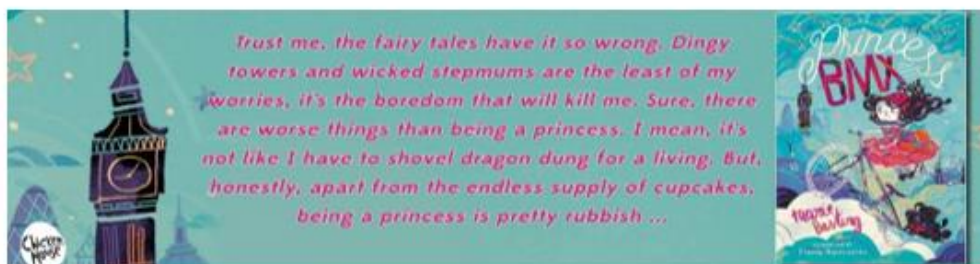 Trust me, the fairy tales have it so wrong. Dingy
towers and wicked stepmums are the least of my
worries, it's the boredom that will kill me. Sure, there
are worse things than being a princess. I mean, it's
not like I have to shovel dragon dung for a living. But,
honestly, apart from the endless supply of cupcakes,
being a princess is pretty rubbish ...
Chicken
House
Princess
BMX